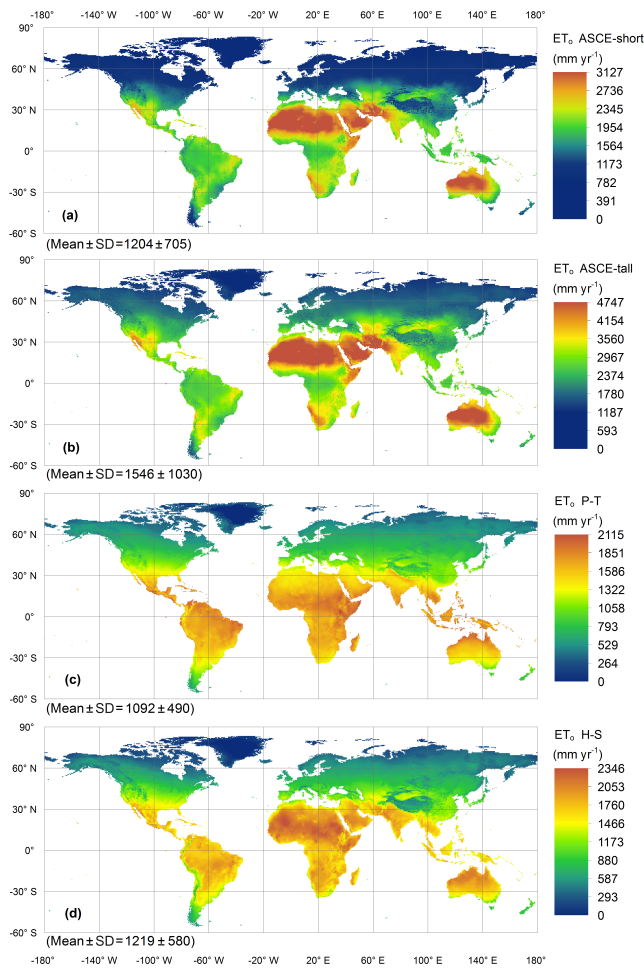 -180° -140° W -100° W -60° W -20° W 20° E 60° E 100° E 140° E 180°
90°
60° N
30° N
0°
-30° S
-60° S
(a)
(Mean±SD=1204±705)
ETo ASCE-short
(mm yr-1)
3127
2736
2345
1954
1564
1173
782
391
0
90°
60° N
30° N
0°
-30° S
-60° S
(b)
(Mean±SD=1546±1030)
ETo ASCE-tall
(mm yr-1)
4747
4154
3560
2967
2374
1780
1187
593
0
90°
60° N
30° N
0°
-30° S
-60° S
(c)
(Mean±SD=1092±490)
ETo P-T
(mm yr-1)
2115
1851
1586
1322
1058
793
529
264
0
90°
60° N
30° N
0°
-30° S
-60° S
(d)
(Mean±SD=1219±580)
ETo H-S
(mm yr-1)
2346
2053
1760
1466
1173
880
587
293
0
-180° -140° W -100° W -60° W -20° W 20° E 60° E 100° E 140° E 180°